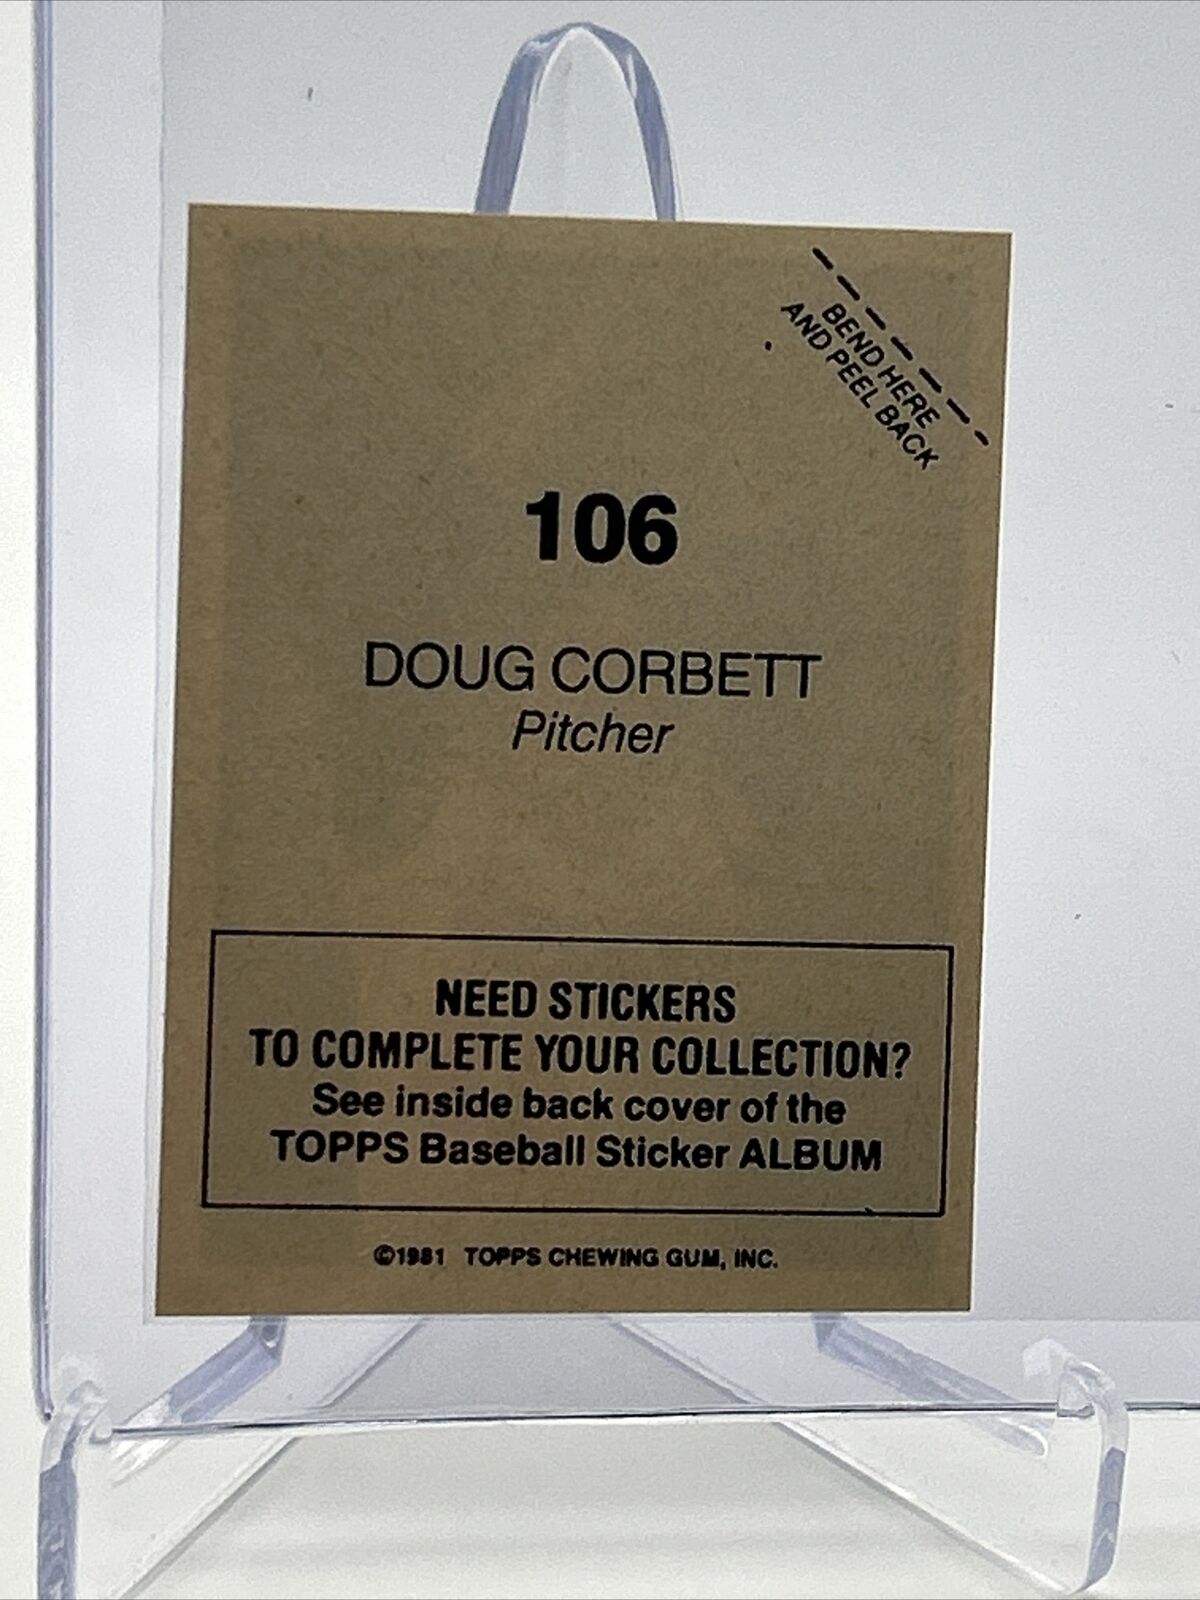 BEND HERE
AND PEEL BACK
106
DOUG CORBETT
Pitcher
NEED STICKERS
TO COMPLETE YOUR COLLECTION?
See inside back cover of the
TOPPS Baseball Sticker ALBUM
©1981 TOPPS CHEWING GUM, INC.